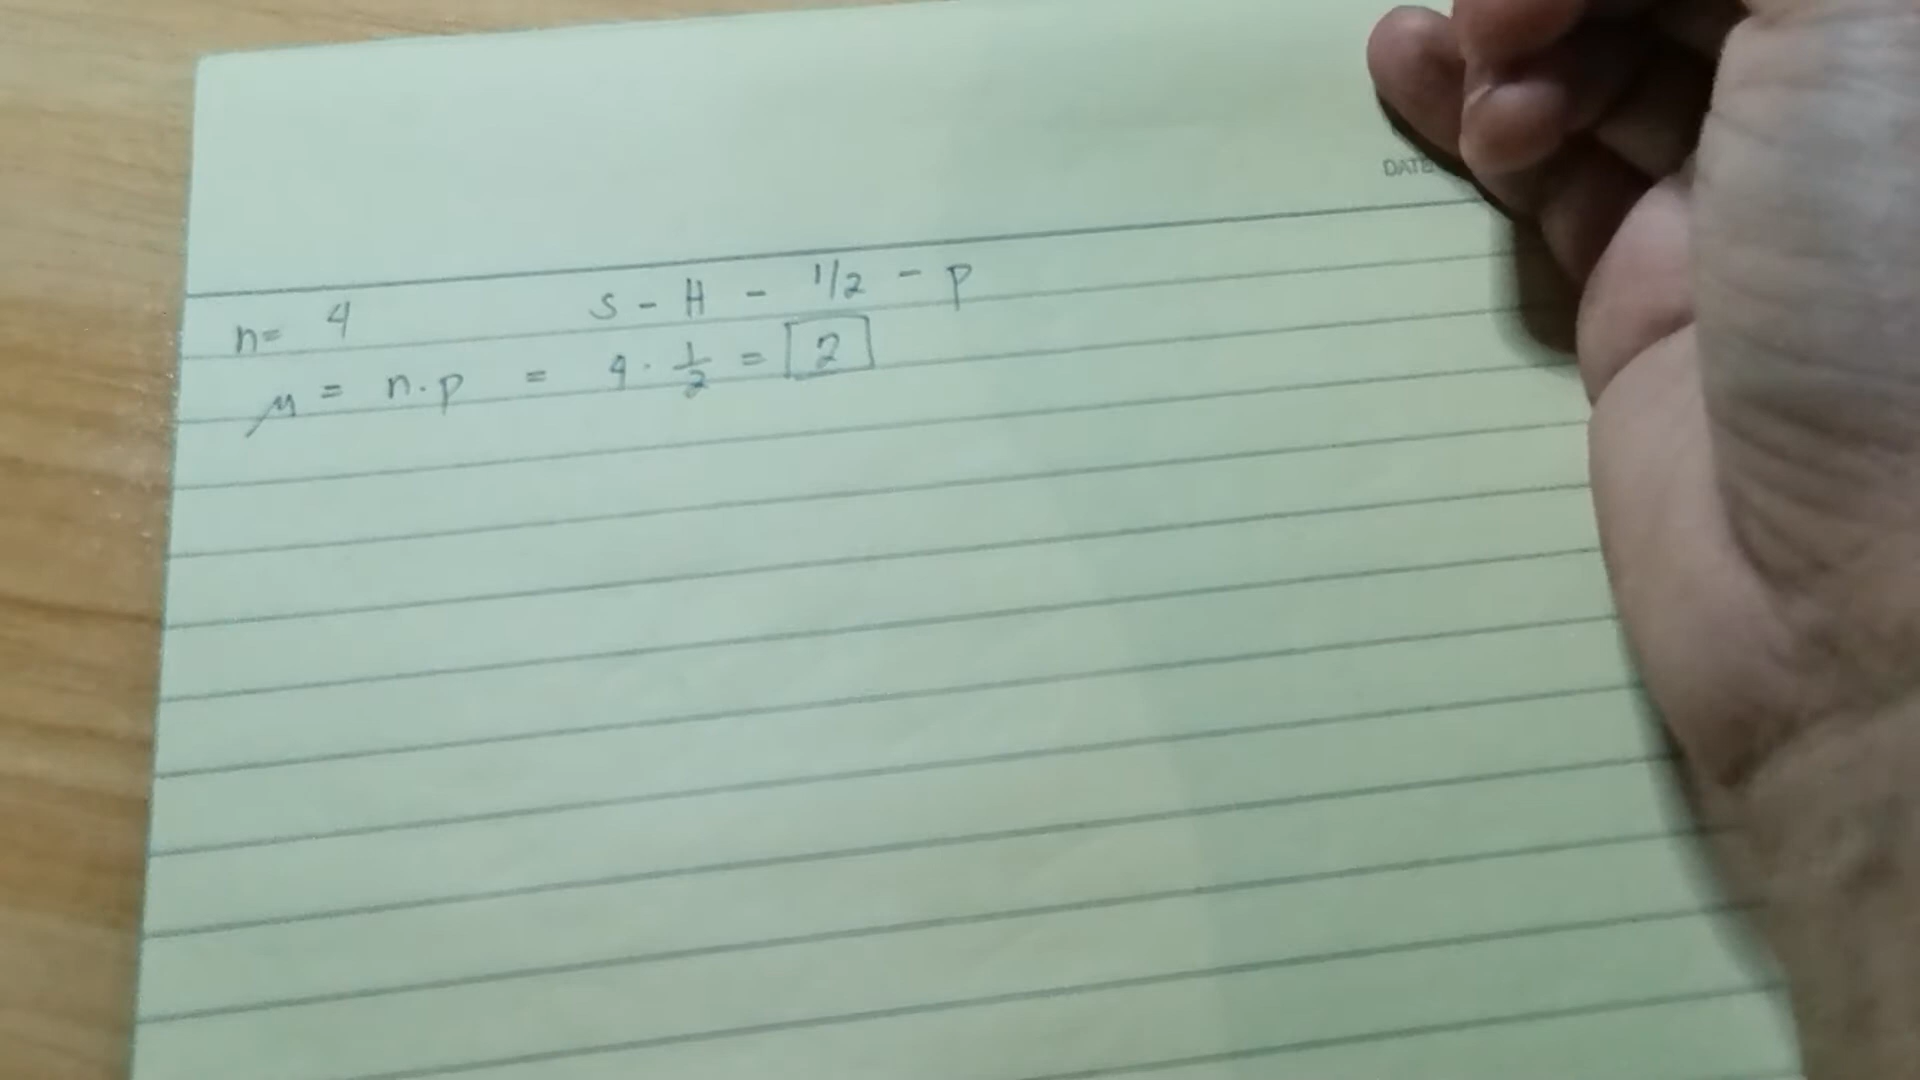 DATE
n= 4 S - H - 1/2 - p
μ = n.p = 4 · 1/2 = 2